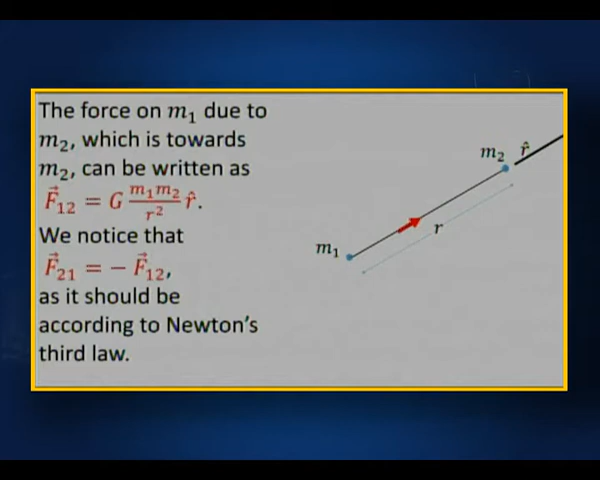 The force on m₁ due to
m₂, which is towards
m₂, can be written as
F⃗₁₂ = G m₁m₂/r² r̂.
We notice that
F⃗₂₁ = − F⃗₁₂,
as it should be
according to Newton's
third law.
m₂ r̂
r
m₁